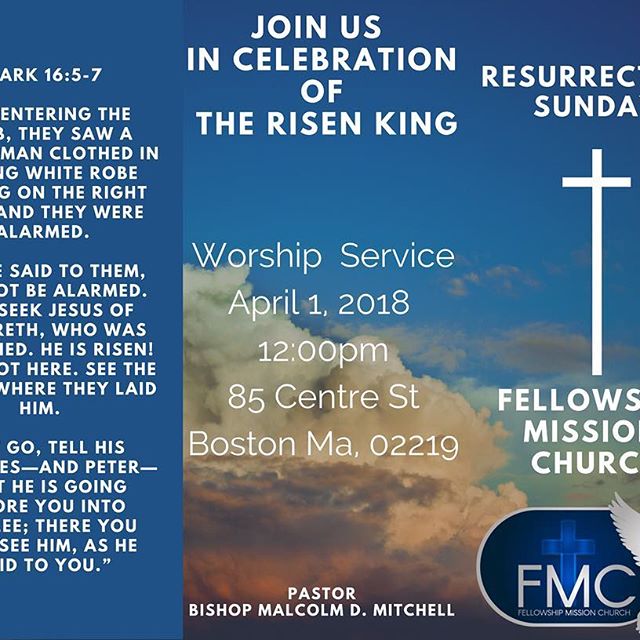 ARK 16:5-7
ENTERING THE
B, THEY SAW A
MAN CLOTHED IN
NG WHITE ROBE
G ON THE RIGHT
AND THEY WERE
ALARMED.
E SAID TO THEM,
OT BE ALARMED.
SEEK JESUS OF
RETH, WHO WAS
IED. HE IS RISEN!
OT HERE. SEE THE
WHERE THEY LAID
HIM.
GO, TELL HIS
ES—AND PETER—
T HE IS GOING
ORE YOU INTO
LEE; THERE YOU
SEE HIM, AS HE
ID TO YOU.”
JOIN US
IN CELEBRATION
OF
THE RISEN KING
Worship Service
April 1, 2018
12:00pm
85 Centre St
Boston Ma, 02219
PASTOR
BISHOP MALCOLM D. MITCHELL
RESURRECT
SUNDAY
FELLOWS
MISSION
CHURC
FMC
FELLOWSHIP MISSION CHURCH